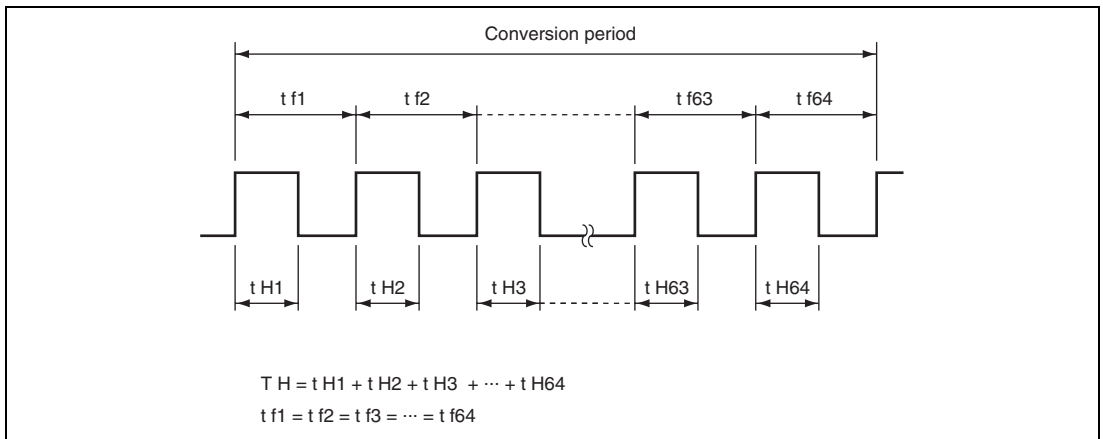 Conversion period
t f1 t f2 t f63 t f64
t H1 t H2 t H3 t H63 t H64
T H = t H1 + t H2 + t H3 + ··· + t H64
t f1 = t f2 = t f3 = ··· = t f64